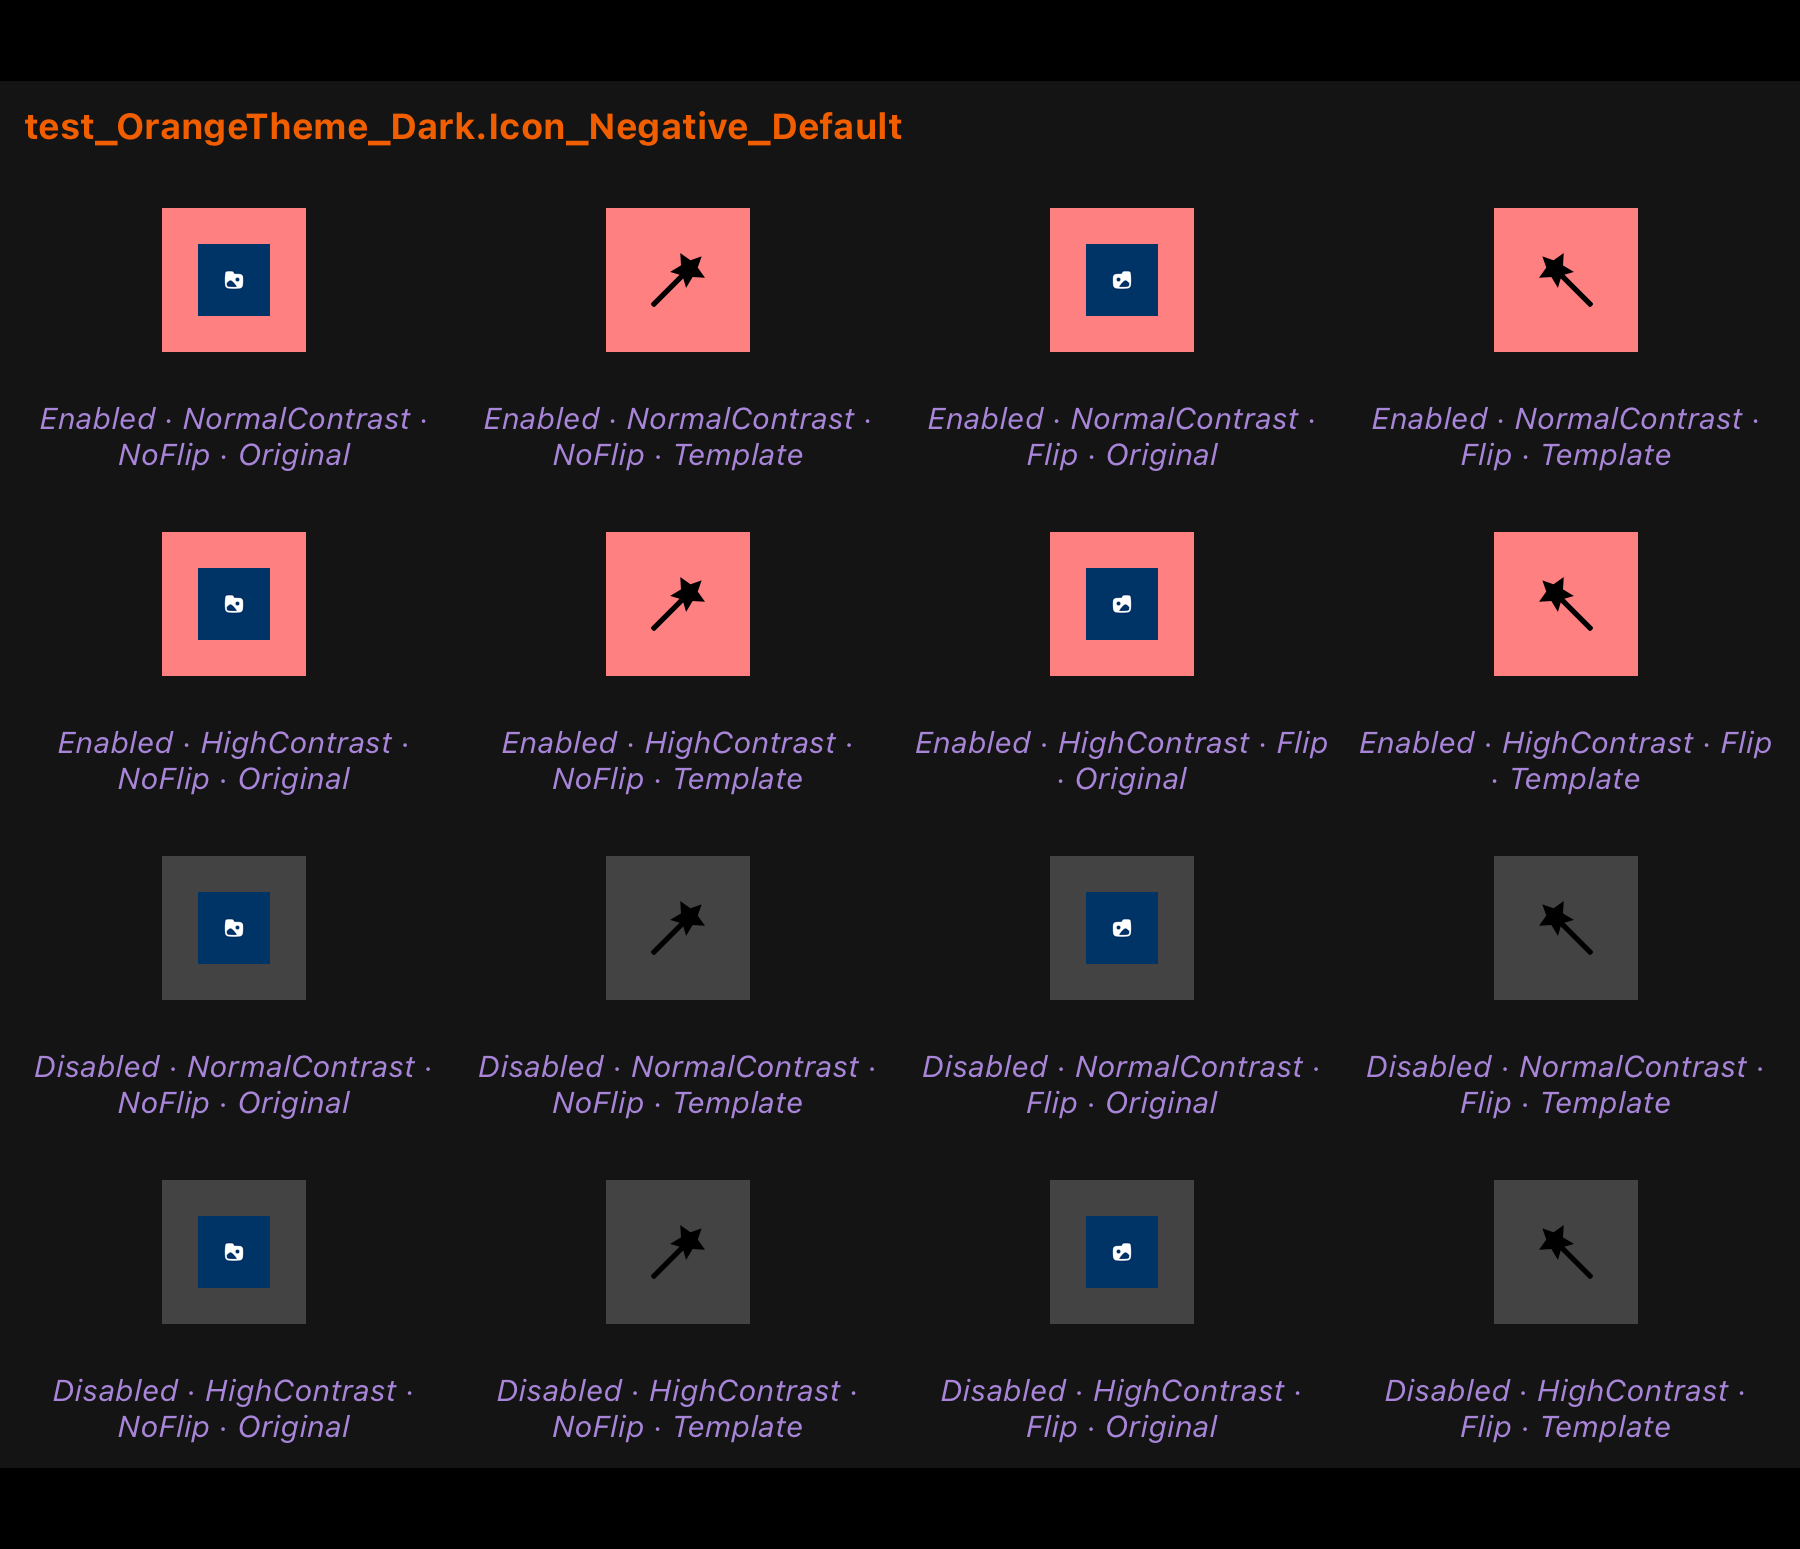 test_OrangeTheme_Dark.Icon_Negative_Default
Enabled · NormalContrast ·
NoFlip · Original
Enabled · NormalContrast ·
NoFlip · Template
Enabled · NormalContrast ·
Flip · Original
Enabled · NormalContrast ·
Flip · Template
Enabled · HighContrast ·
NoFlip · Original
Enabled · HighContrast ·
NoFlip · Template
Enabled · HighContrast · Flip
· Original
Enabled · HighContrast · Flip
· Template
Disabled · NormalContrast ·
NoFlip · Original
Disabled · NormalContrast ·
NoFlip · Template
Disabled · NormalContrast ·
Flip · Original
Disabled · NormalContrast ·
Flip · Template
Disabled · HighContrast ·
NoFlip · Original
Disabled · HighContrast ·
NoFlip · Template
Disabled · HighContrast ·
Flip · Original
Disabled · HighContrast ·
Flip · Template